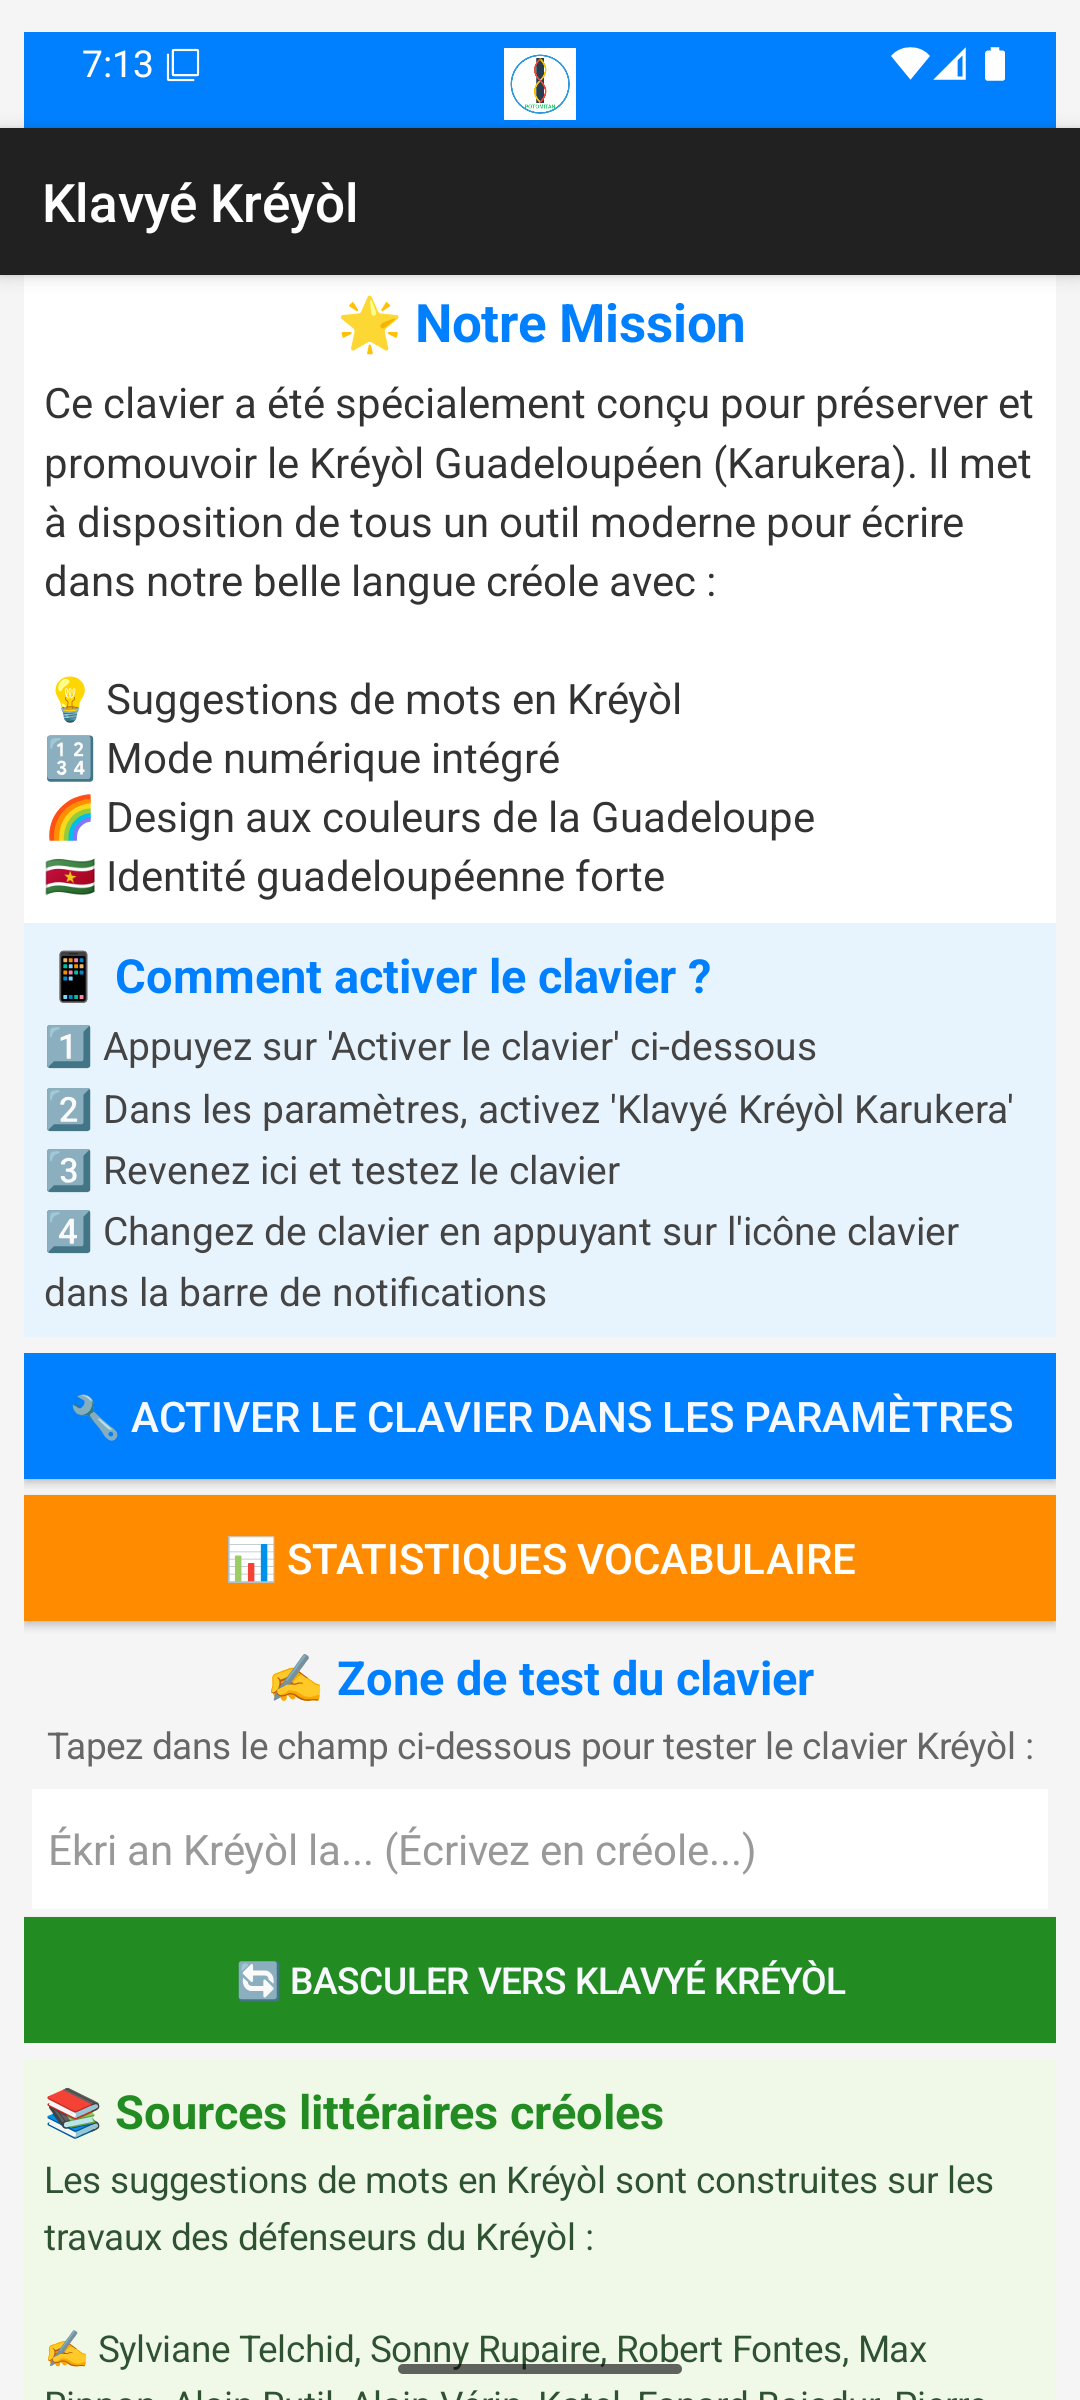 7:13
POTOMITAN
Klavyé Kréyòl
🌟 Notre Mission
Ce clavier a été spécialement conçu pour préserver et
promouvoir le Kréyòl Guadeloupéen (Karukera). Il met
à disposition de tous un outil moderne pour écrire
dans notre belle langue créole avec :
💡 Suggestions de mots en Kréyòl
🔢 Mode numérique intégré
🌈 Design aux couleurs de la Guadeloupe
🇸🇷 Identité guadeloupéenne forte
📱 Comment activer le clavier ?
1️⃣ Appuyez sur 'Activer le clavier' ci-dessous
2️⃣ Dans les paramètres, activez 'Klavyé Kréyòl Karukera'
3️⃣ Revenez ici et testez le clavier
4️⃣ Changez de clavier en appuyant sur l'icône clavier
dans la barre de notifications
🔧 ACTIVER LE CLAVIER DANS LES PARAMÈTRES
📊 STATISTIQUES VOCABULAIRE
✍️ Zone de test du clavier
Tapez dans le champ ci-dessous pour tester le clavier Kréyòl :
Ékri an Kréyòl la... (Écrivez en créole...)
🔄 BASCULER VERS KLAVYÉ KRÉYÒL
📚 Sources littéraires créoles
Les suggestions de mots en Kréyòl sont construites sur les
travaux des défenseurs du Kréyòl :
✍️ Sylviane Telchid, Sonny Rupaire, Robert Fontes, Max